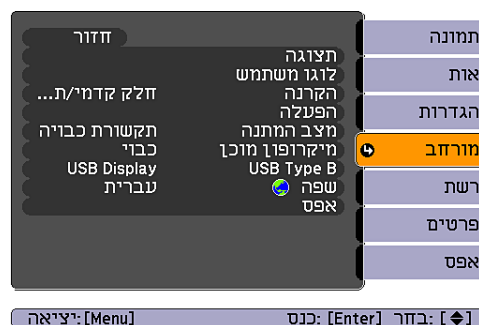 חזור
תצוגה
לוגו משתמש
הקרנה חלק קדמי/ת...
הפעלה
מצב המתנה תקשורת כבויה
מיקרופון מוכן כבוי
USB Type B USB Display
שפה עברית
אפס
תמונה
אות
הגדרות
מורחב
רשת
פרטים
אפס
[Menu]:יציאה [Enter] :כנס [◆] :בחר